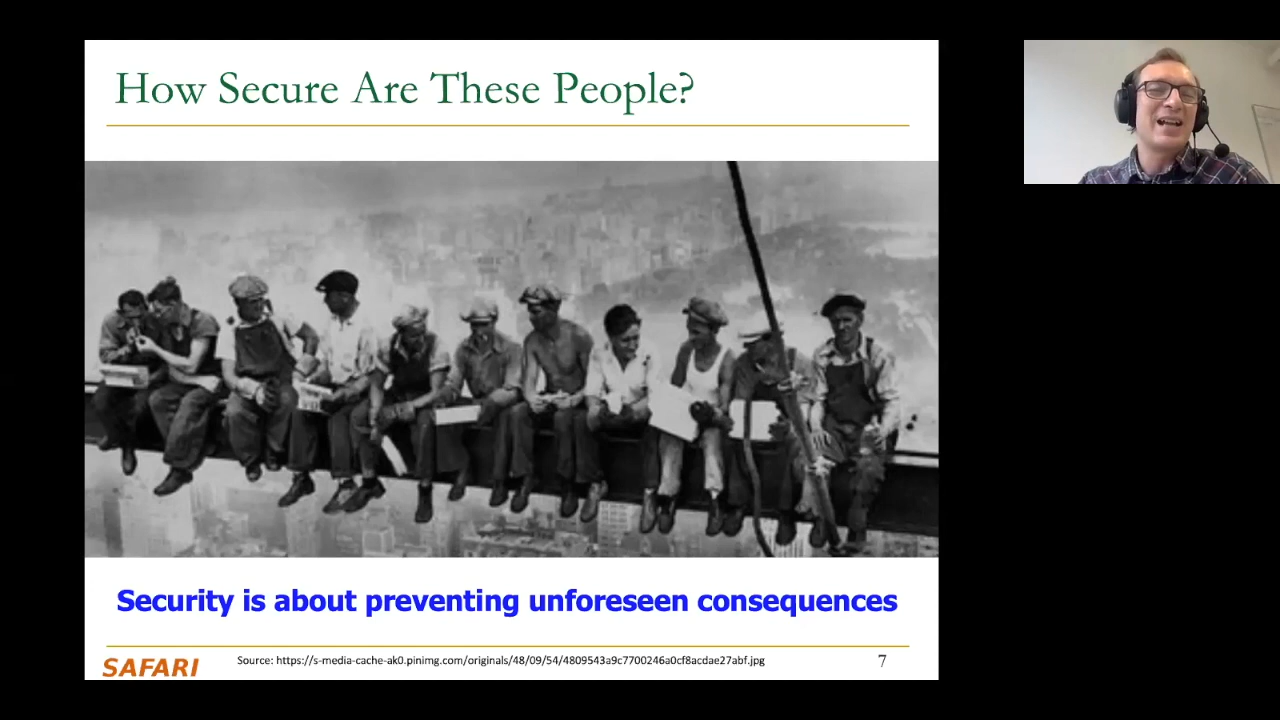 How Secure Are These People?
Security is about preventing unforeseen consequences
SAFARI
Source: https://s-media-cache-ak0.pinimg.com/originals/48/09/54/4809543a9c7700246a0cf8acdae27abf.jpg
7